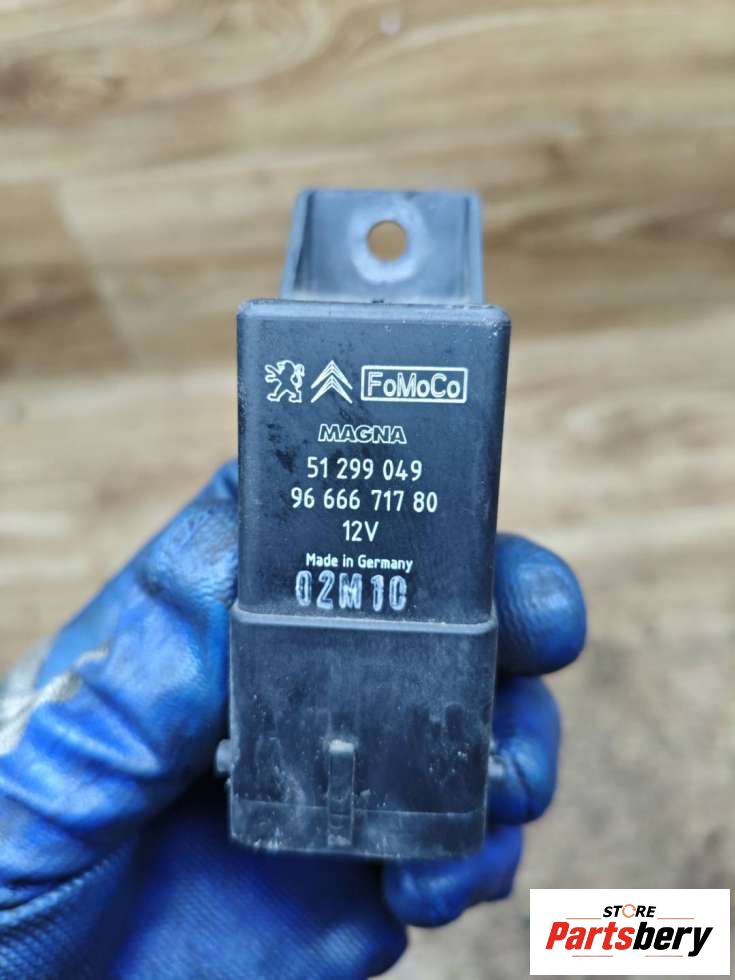 FoMoCo
MAGNA
51 299 049
96 666 717 80
12V
Made in Germany
02M10
STORE
Partsbery